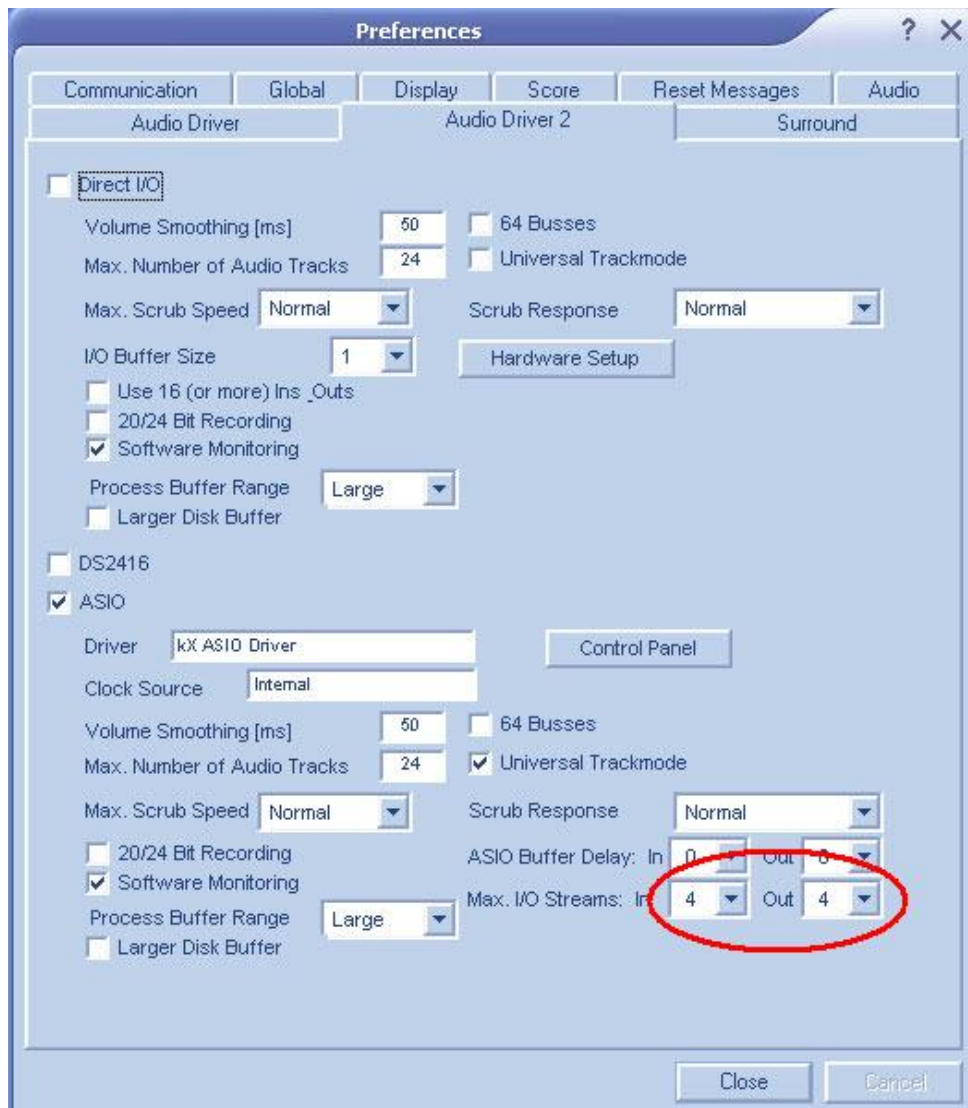 Preferences
? X
Communication Global Display Score Reset Messages Audio
Audio Driver Audio Driver 2 Surround
Direct I/O
Volume Smoothing [ms] 50 64 Busses
Max. Number of Audio Tracks 24 Universal Trackmode
Max. Scrub Speed Normal Scrub Response Normal
I/O Buffer Size 1 Hardware Setup
Use 16 (or more) Ins _Outs
20/24 Bit Recording
Software Monitoring
Process Buffer Range Large
Larger Disk Buffer
DS2416
ASIO
Driver kX ASIO Driver Control Panel
Clock Source Internal
Volume Smoothing [ms] 50 64 Busses
Max. Number of Audio Tracks 24 Universal Trackmode
Max. Scrub Speed Normal Scrub Response Normal
20/24 Bit Recording ASIO Buffer Delay: In 0 Out 0
Software Monitoring Max. I/O Streams: In 4 Out 4
Process Buffer Range Large
Larger Disk Buffer
Close Cancel